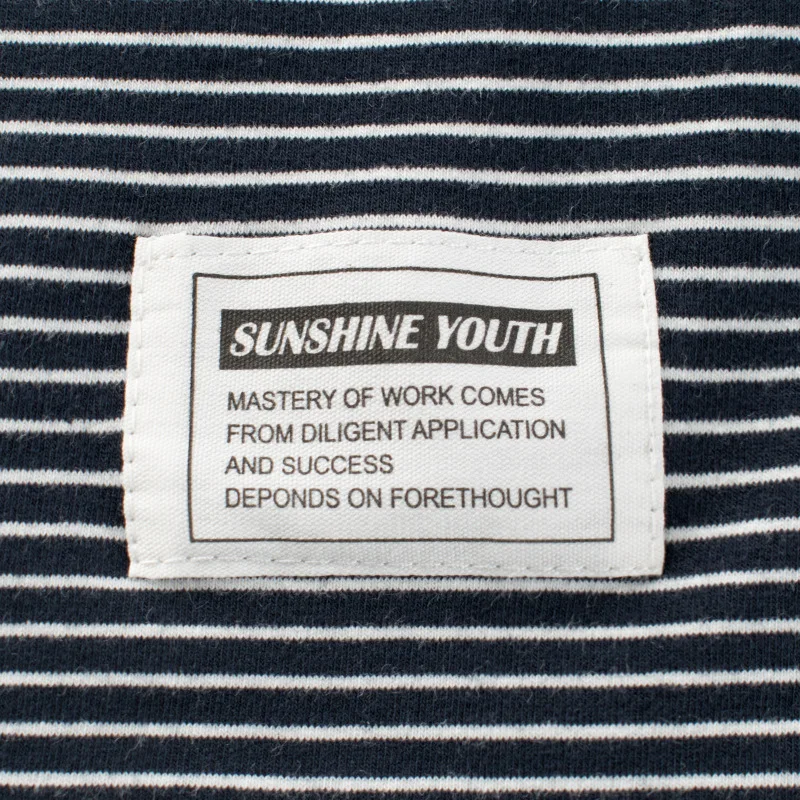 SUNSHINE YOUTH
MASTERY OF WORK COMES
FROM DILIGENT APPLICATION
AND SUCCESS
DEPONDS ON FORETHOUGHT